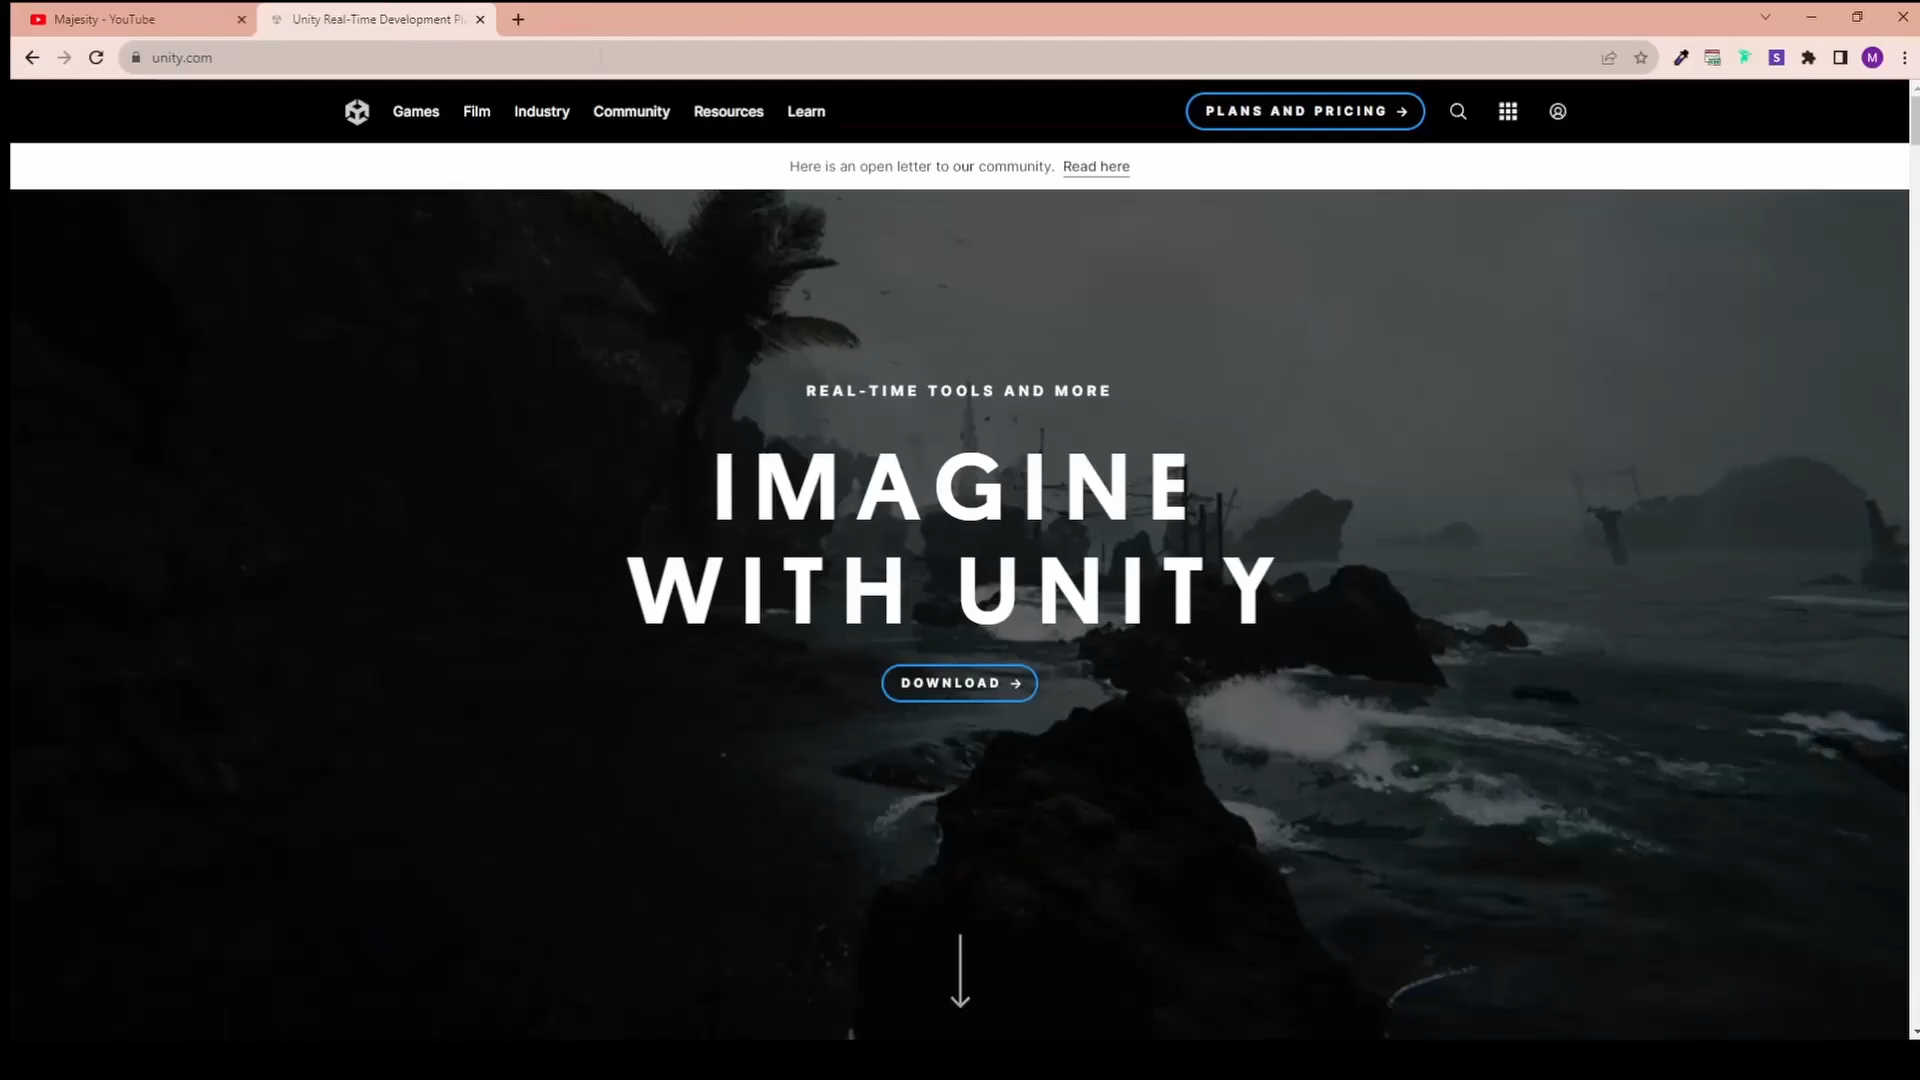 Majesity - YouTube
Unity Real-Time Development Pl
unity.com
M
S
Games Film Industry Community Resources Learn
PLANS AND PRICING →
Here is an open letter to our community. Read here
REAL-TIME TOOLS AND MORE
IMAGINE
WITH UNITY
DOWNLOAD →